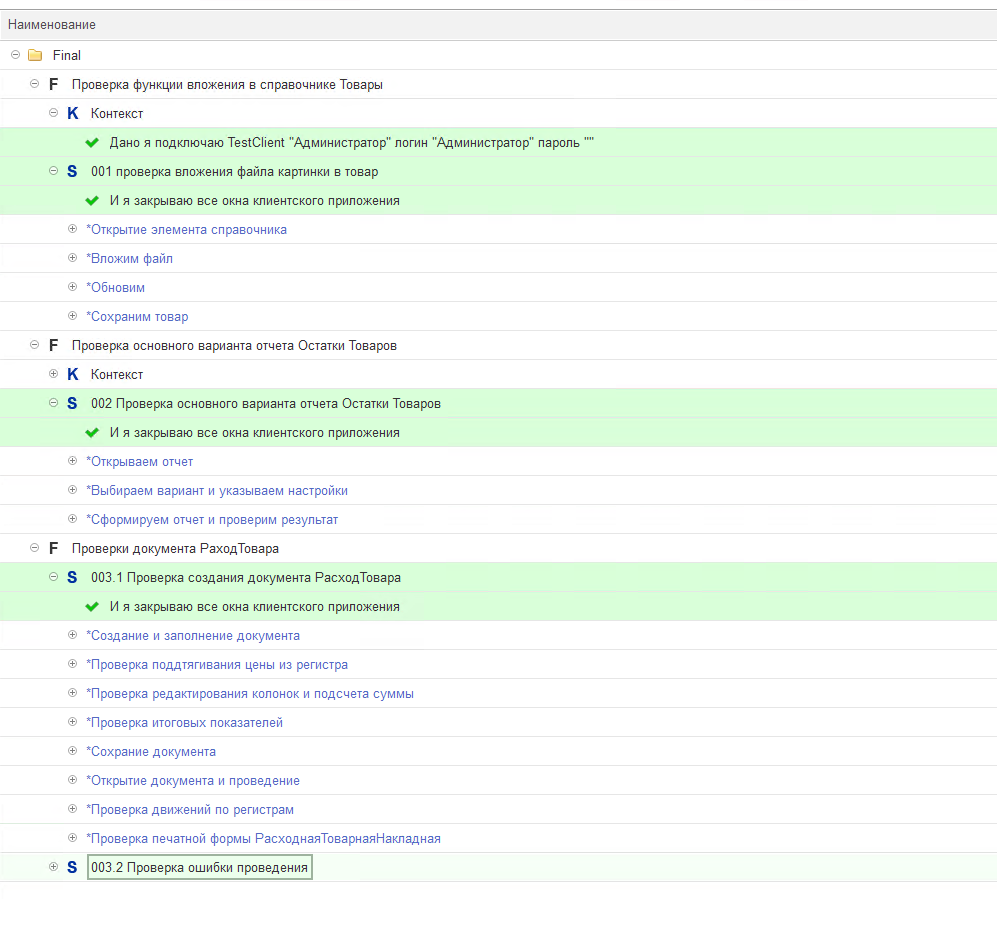 Наименование
Final
F Проверка функции вложения в справочнике Товары
K Контекст
Дано я подключаю TestClient "Администратор" логин "Администратор" пароль ""
S 001 проверка вложения файла картинки в товар
И я закрываю все окна клиентского приложения
*Открытие элемента справочника
*Вложим файл
*Обновим
*Сохраним товар
F Проверка основного варианта отчета Остатки Товаров
K Контекст
S 002 Проверка основного варианта отчета Остатки Товаров
И я закрываю все окна клиентского приложения
*Открываем отчет
*Выбираем вариант и указываем настройки
*Сформируем отчет и проверим результат
F Проверки документа РаходТовара
S 003.1 Проверка создания документа РасходТовара
И я закрываю все окна клиентского приложения
*Создание и заполнение документа
*Проверка поддтягивания цены из регистра
*Проверка редактирования колонок и подсчета суммы
*Проверка итоговых показателей
*Сохрание документа
*Открытие документа и проведение
*Проверка движений по регистрам
*Проверка печатной формы РасходнаяТоварнаяНакладная
S 003.2 Проверка ошибки проведения